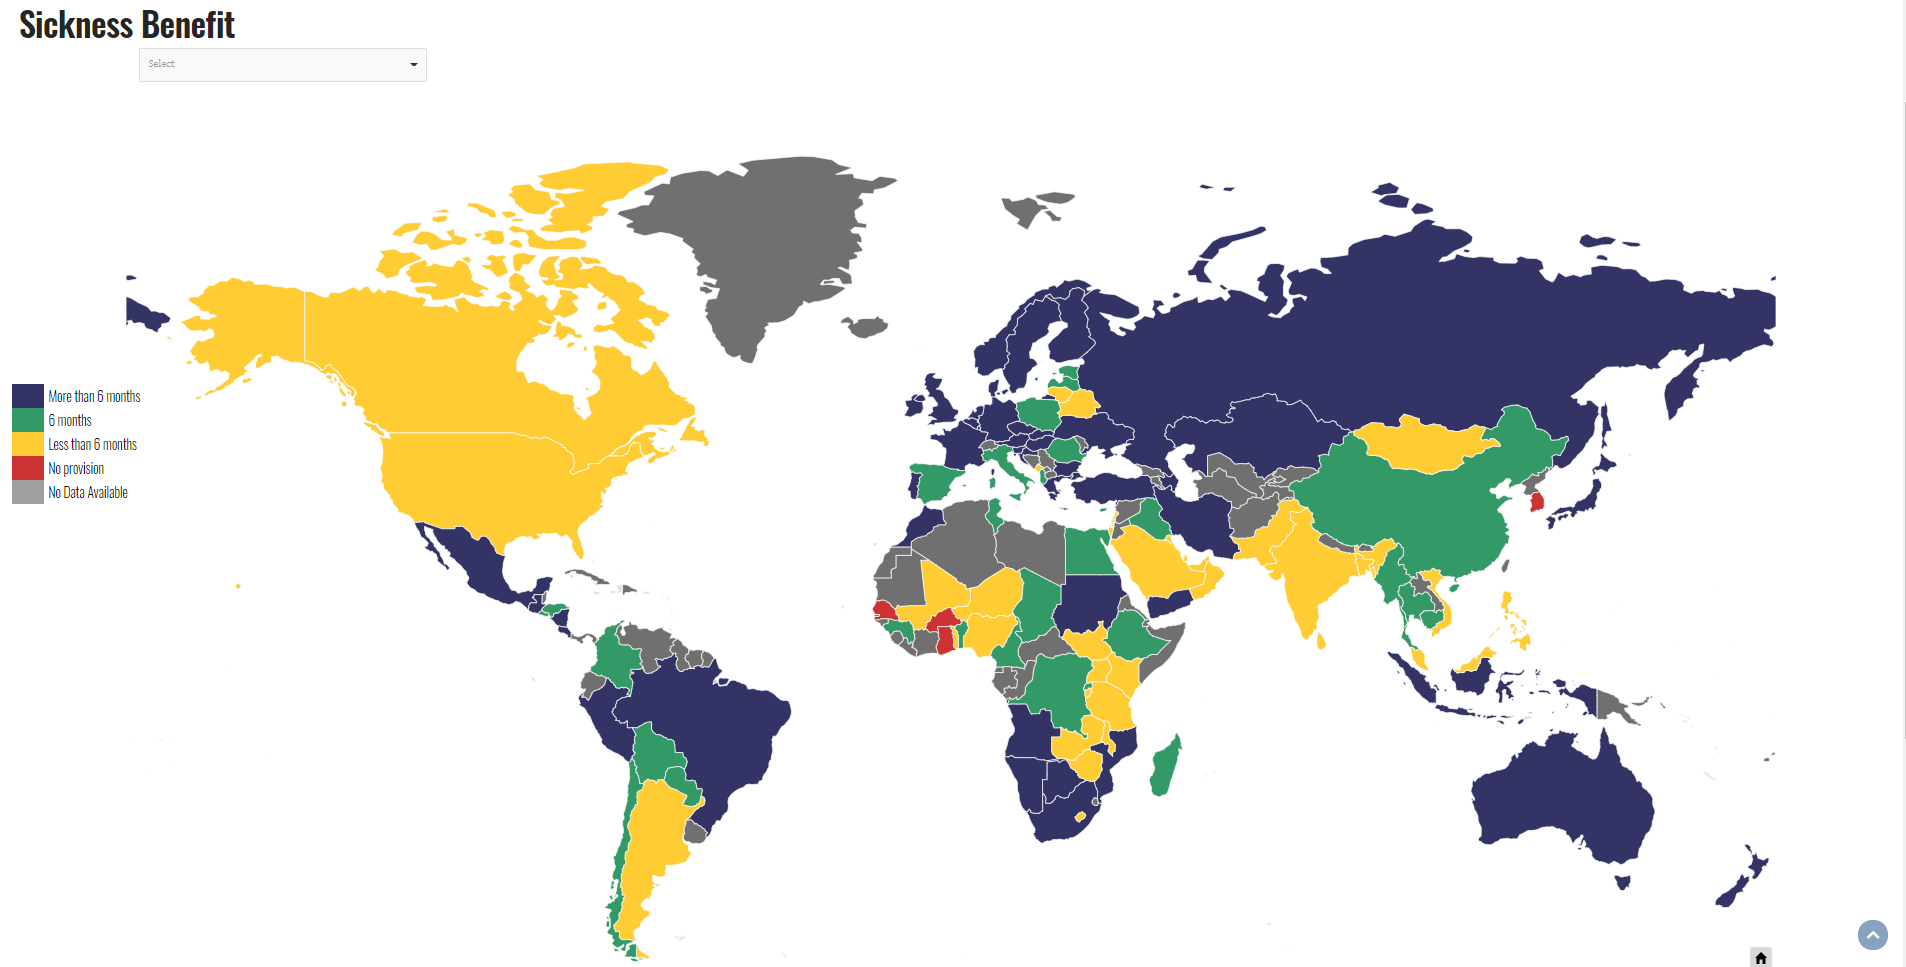 Sickness Benefit
Select
More than 6 months
6 months
Less than 6 months
No provision
No Data Available